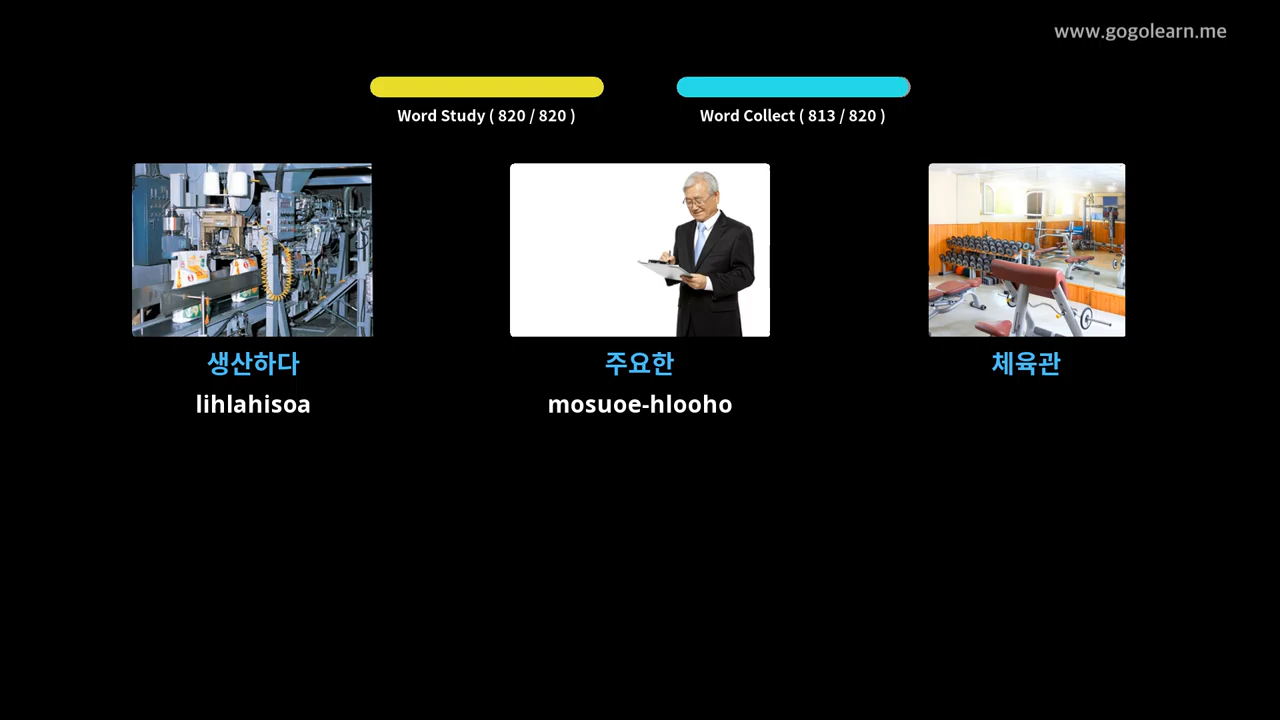 www.gogolearn.me
Word Study ( 820 / 820 )
Word Collect ( 813 / 820 )
생산하다
주요한
체육관
lihlahisoa
mosuoe-hlooho